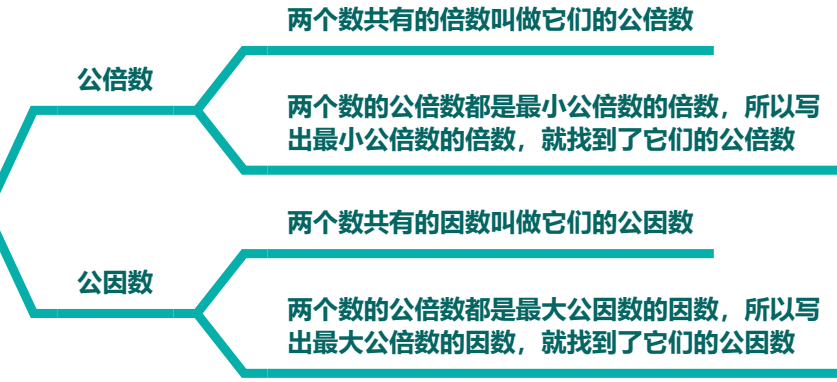 两个数共有的倍数叫做它们的公倍数
公倍数
两个数的公倍数都是最小公倍数的倍数，所以写
出最小公倍数的倍数，就找到了它们的公倍数
两个数共有的因数叫做它们的公因数
公因数
两个数的公倍数都是最大公因数的因数，所以写
出最大公倍数的因数，就找到了它们的公因数